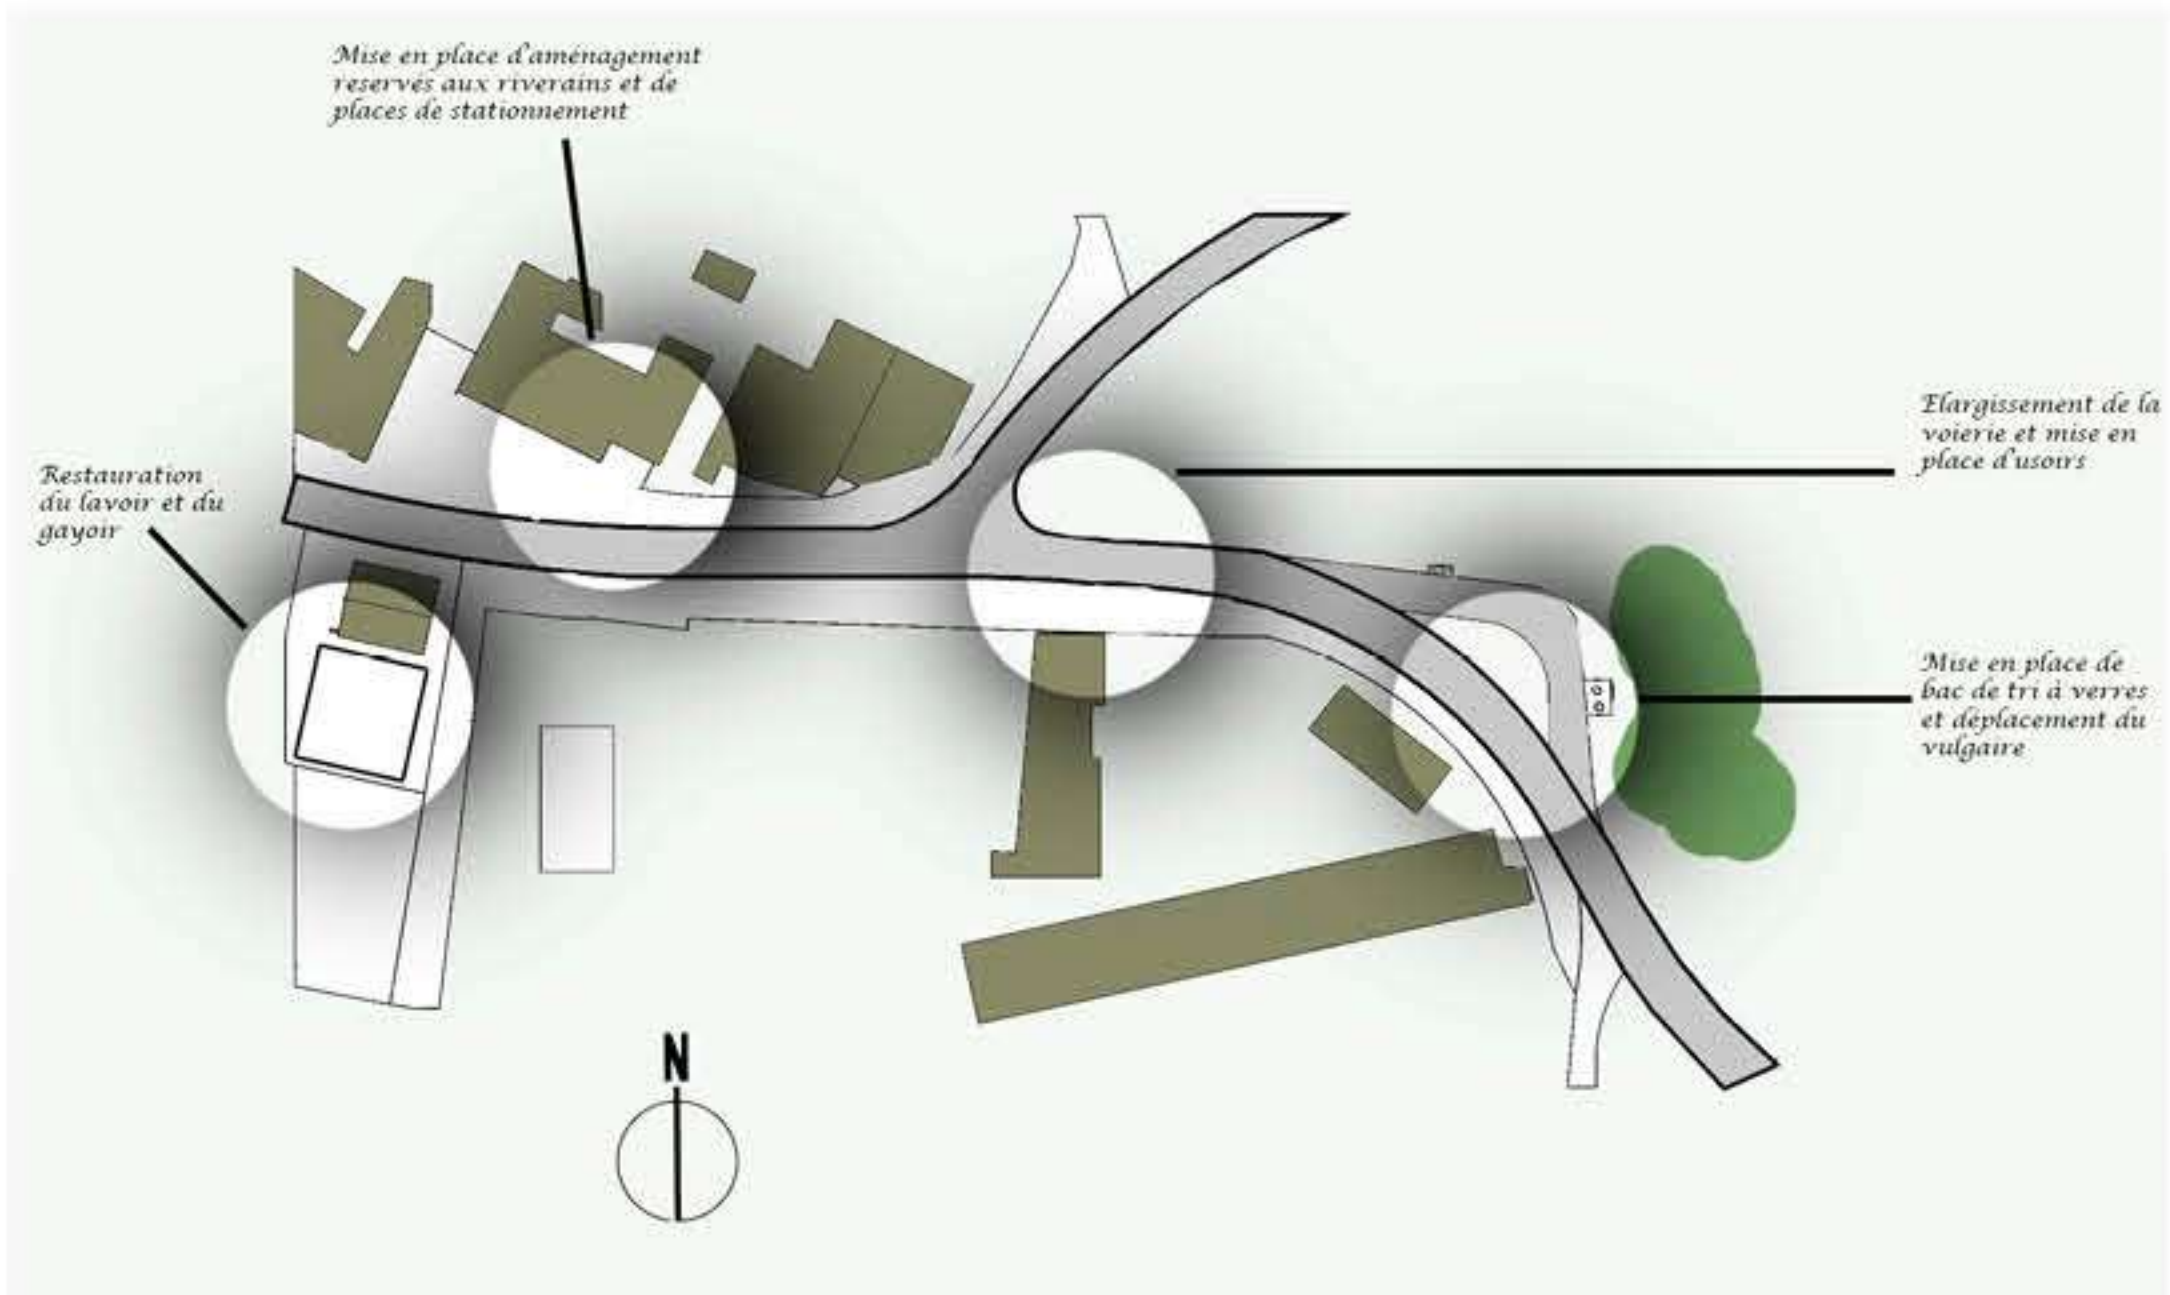 Mise en place d'aménagement
reservés aux riverains et de
places de stationnement
Restauration
du lavoir et du
gayoir
Elargissement de la
voierie et mise en
place d'usoirs
Mise en place de
bac de tri à verres
et déplacement du
vulgaire
N